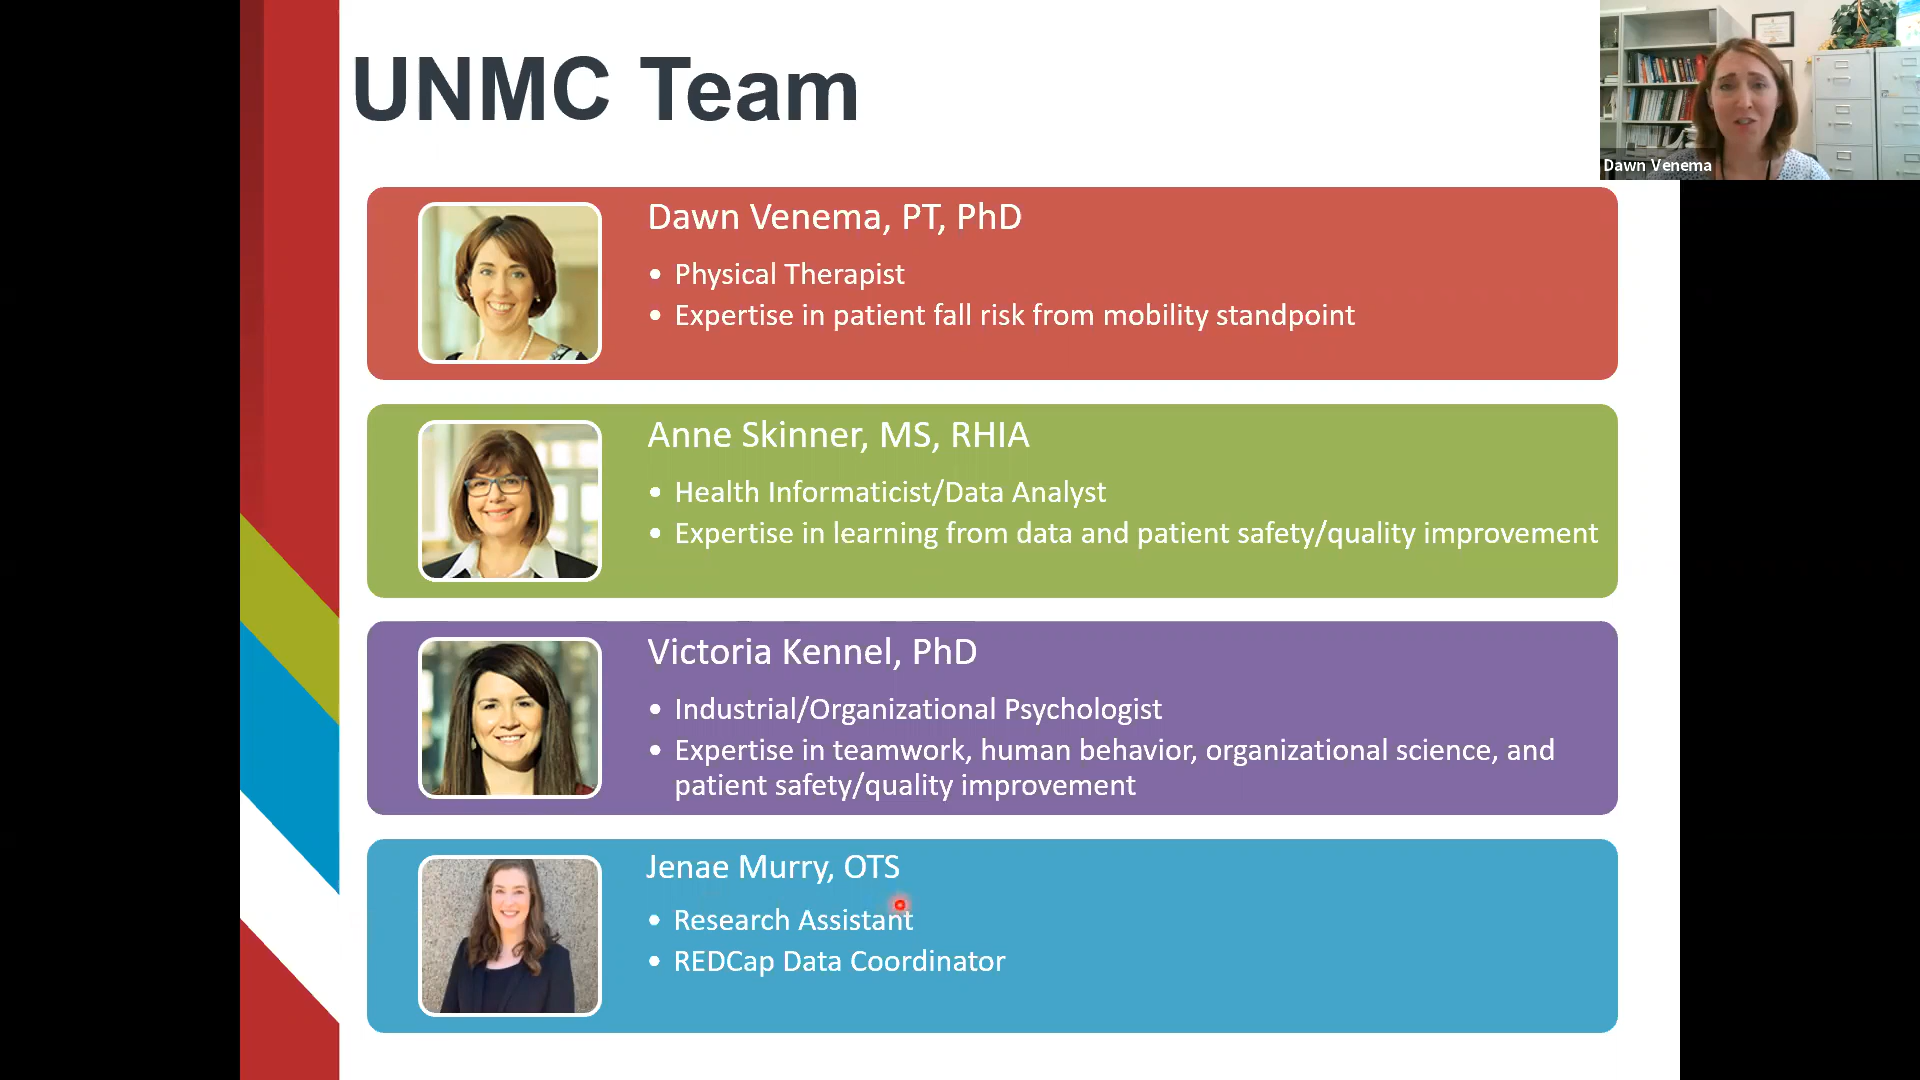 UNMC Team
Dawn Venema
Dawn Venema, PT, PhD
• Physical Therapist
• Expertise in patient fall risk from mobility standpoint
Anne Skinner, MS, RHIA
• Health Informaticist/Data Analyst
• Expertise in learning from data and patient safety/quality improvement
Victoria Kennel, PhD
• Industrial/Organizational Psychologist
• Expertise in teamwork, human behavior, organizational science, and
patient safety/quality improvement
Jenae Murry, OTS
• Research Assistant
• REDCap Data Coordinator